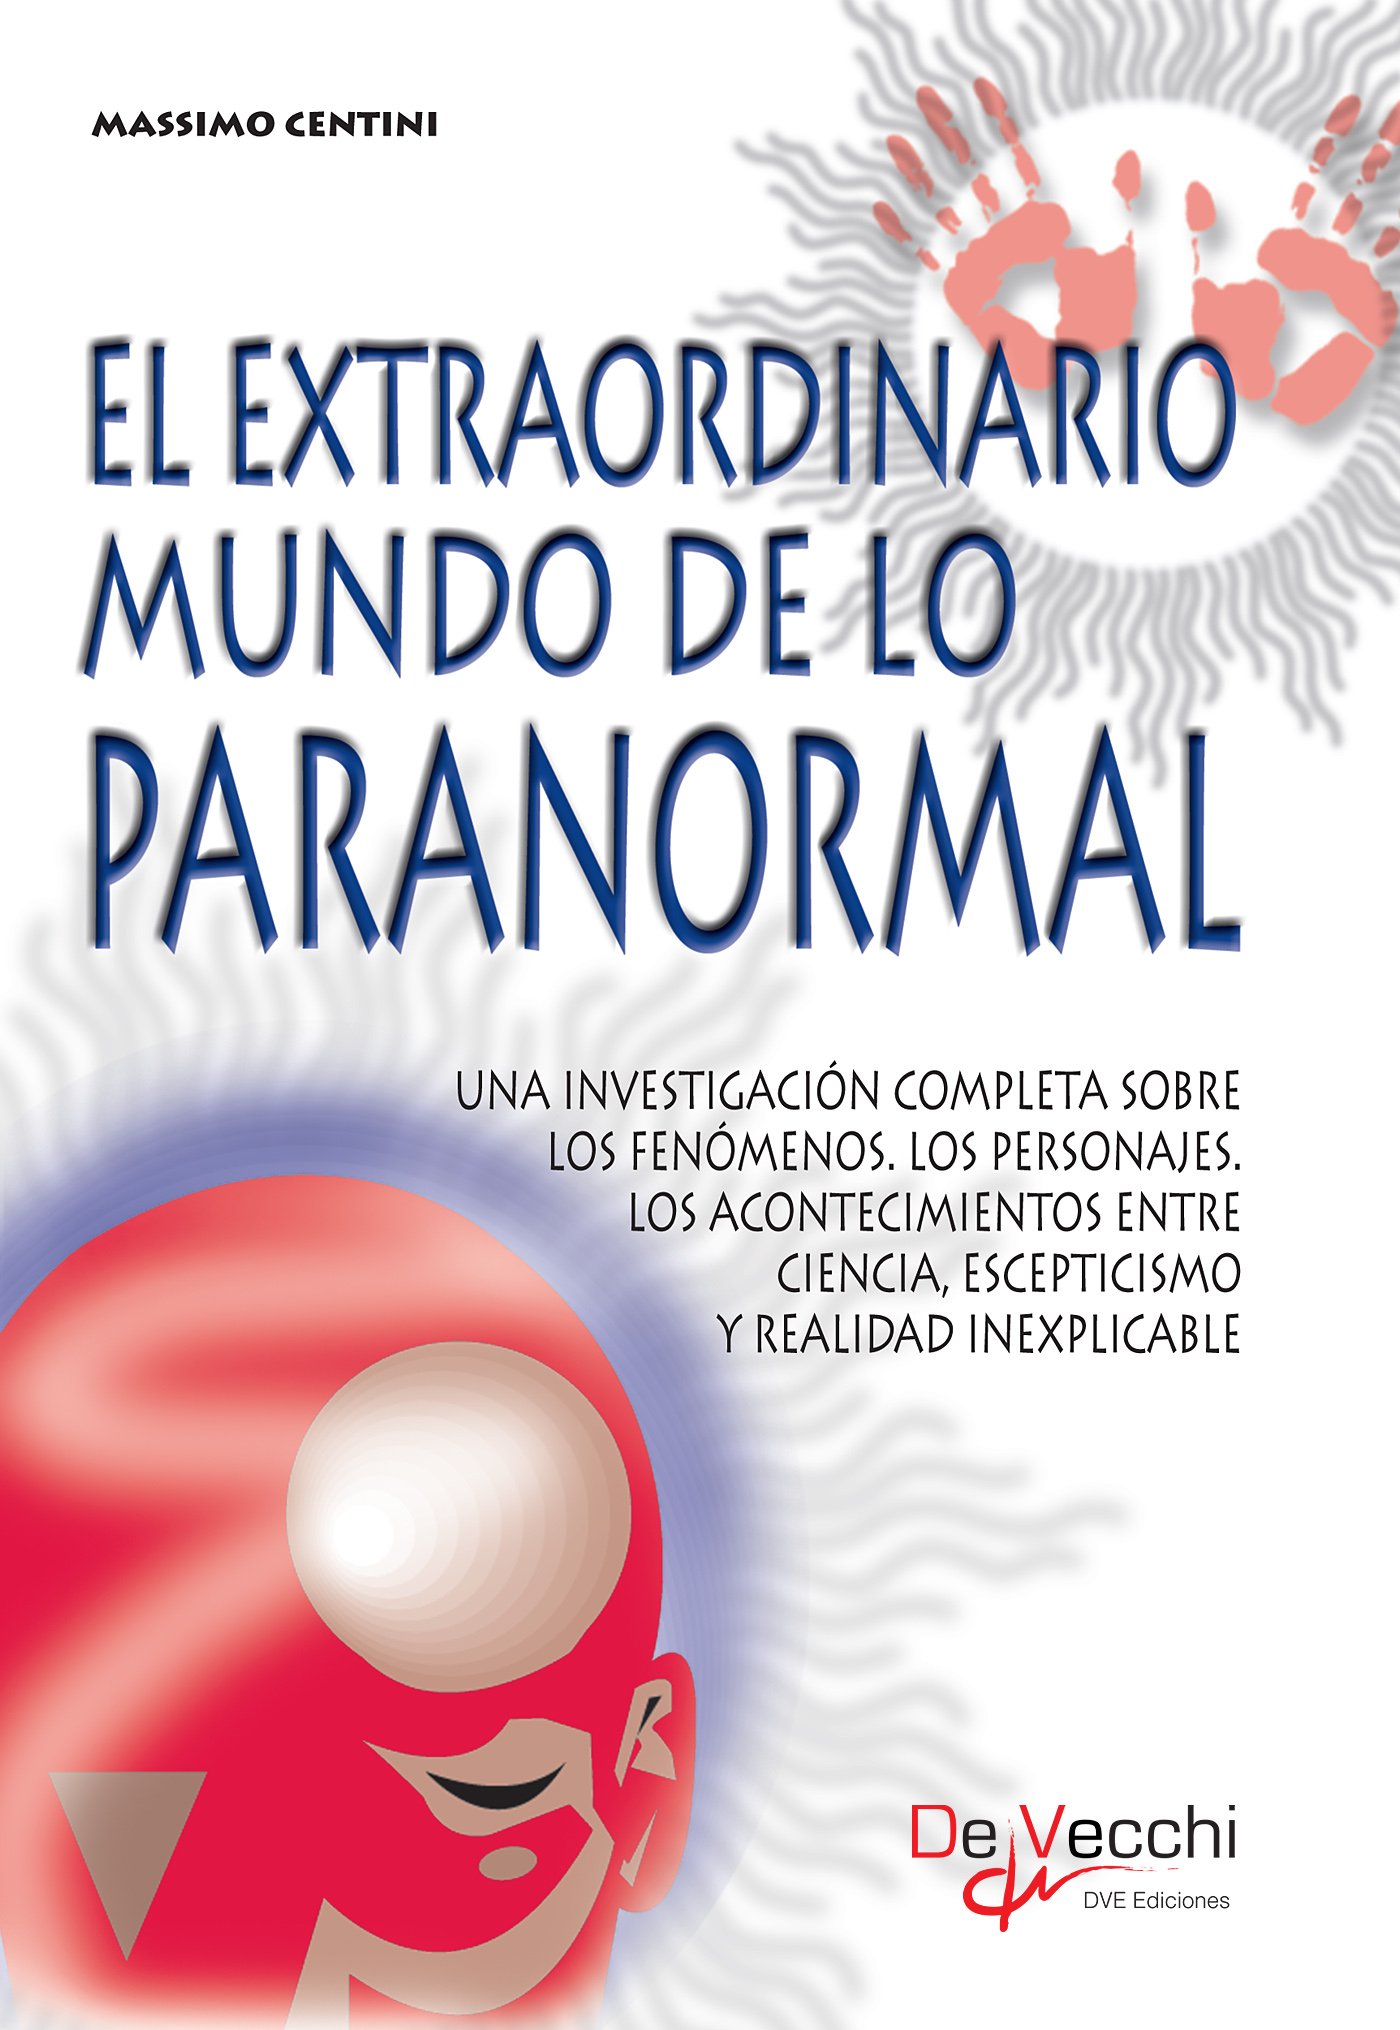 MASSIMO CENTINI
EL EXTRAORDINARIO
MUNDO DE LO
PARANORMAL
UNA INVESTIGACIÓN COMPLETA SOBRE
LOS FENÓMENOS. LOS PERSONAJES.
LOS ACONTECIMIENTOS ENTRE
CIENCIA, ESCEPTICISMO
Y REALIDAD INEXPLICABLE
De Vecchi
DVE Ediciones